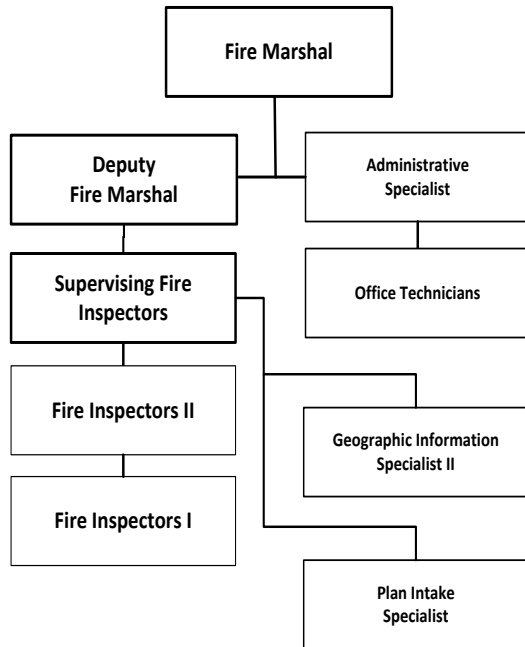 Fire Marshal
Deputy
Fire Marshal
Administrative
Specialist
Supervising Fire
Inspectors
Office Technicians
Fire Inspectors II
Geographic Information
Specialist II
Fire Inspectors I
Plan Intake
Specialist